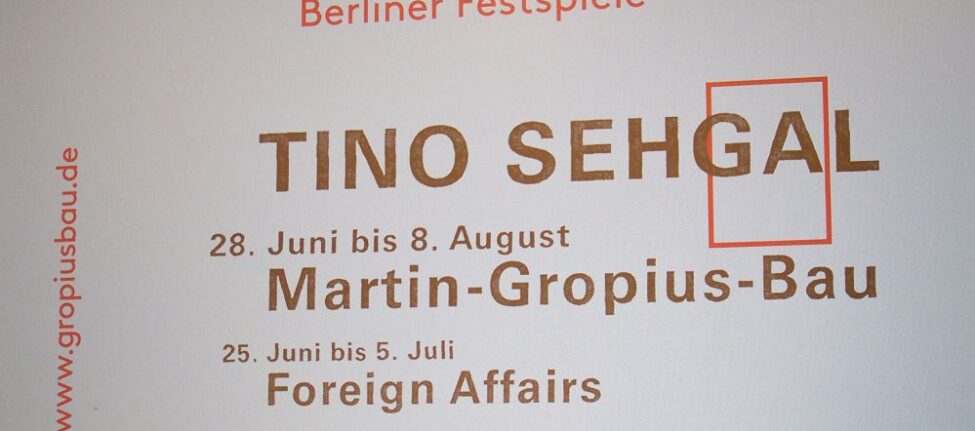 Berliner Festspiele
TINO SEHGAL
28. Juni bis 8. August
Martin-Gropius-Bau
25. Juni bis 5. Juli
Foreign Affairs
www.gropiusbau.de